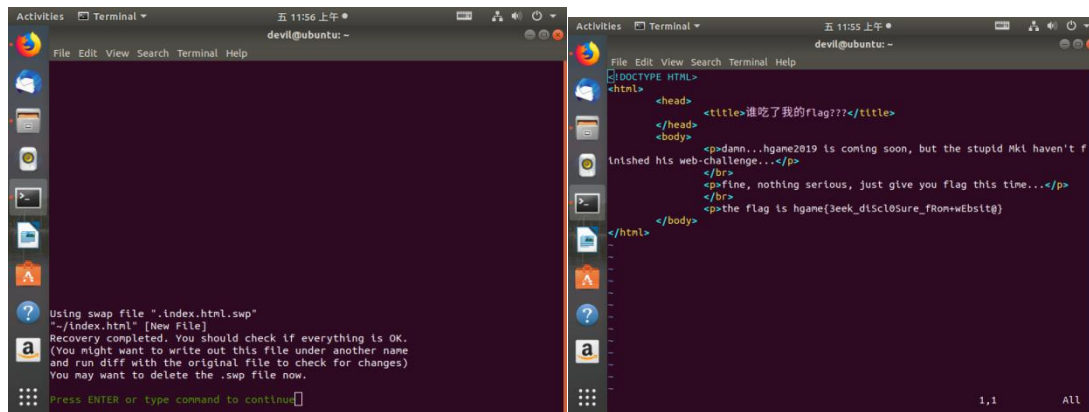 Activities Terminal 五 11:56 上午
devil@ubuntu: ~
File Edit View Search Terminal Help
Using swap file ".index.html.swp"
"~/index.html" [New File]
Recovery completed. You should check if everything is OK.
(You might want to write out this file under another name
and run diff with the original file to check for changes)
You may want to delete the .swp file now.
Press ENTER or type command to continue
Activities Terminal 五 11:55 上午
devil@ubuntu: ~
File Edit View Search Terminal Help
<!DOCTYPE HTML>
<html>
<head>
<title>谁吃了我的flag???</title>
</head>
<body>
<p>damn...hgame2019 is coming soon, but the stupid Mki haven't f
inished his web-challenge...</p>
</br>
<p>fine, nothing serious, just give you flag this time...</p>
</br>
<p>the flag is hgame{3eek_diScl0Sure_fRom+wEbsit@}
</body>
</html>
~
~
~
~
~
~
~
~
~
1,1 All